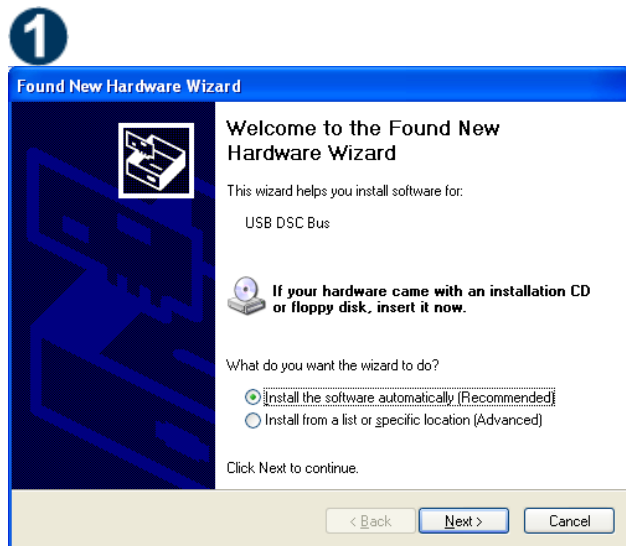 1
Found New Hardware Wizard
Welcome to the Found New
Hardware Wizard
This wizard helps you install software for:
USB DSC Bus
If your hardware came with an installation CD
or floppy disk, insert it now.
What do you want the wizard to do?
Install the software automatically (Recommended)
Install from a list or specific location (Advanced)
Click Next to continue.
< Back Next > Cancel